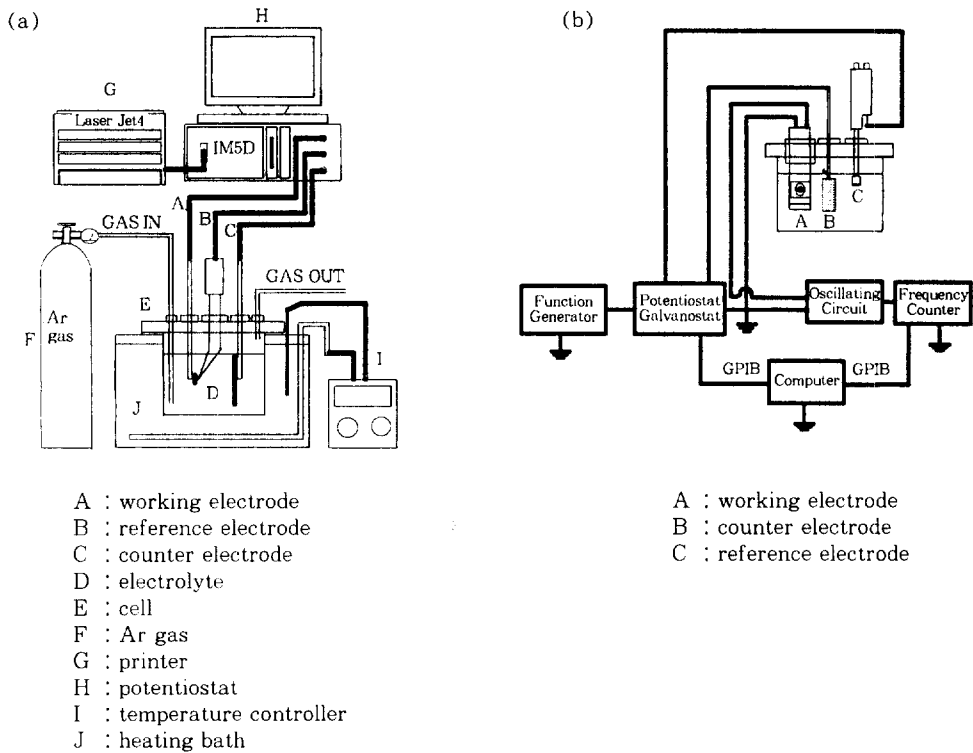 (a)
H
G
Laser Jet4
IM5D
A
B
C
GAS IN
GAS OUT
E
F
Ar
gas
D
I
J
A : working electrode
B : reference electrode
C : counter electrode
D : electrolyte
E : cell
F : Ar gas
G : printer
H : potentiostat
I : temperature controller
J : heating bath
(b)
A
B
C
Function
Generator
Potentiostat
Galvanostat
Oscillating
Circuit
Frequency
Counter
GPIB
GPIB
Computer
A : working electrode
B : counter electrode
C : reference electrode